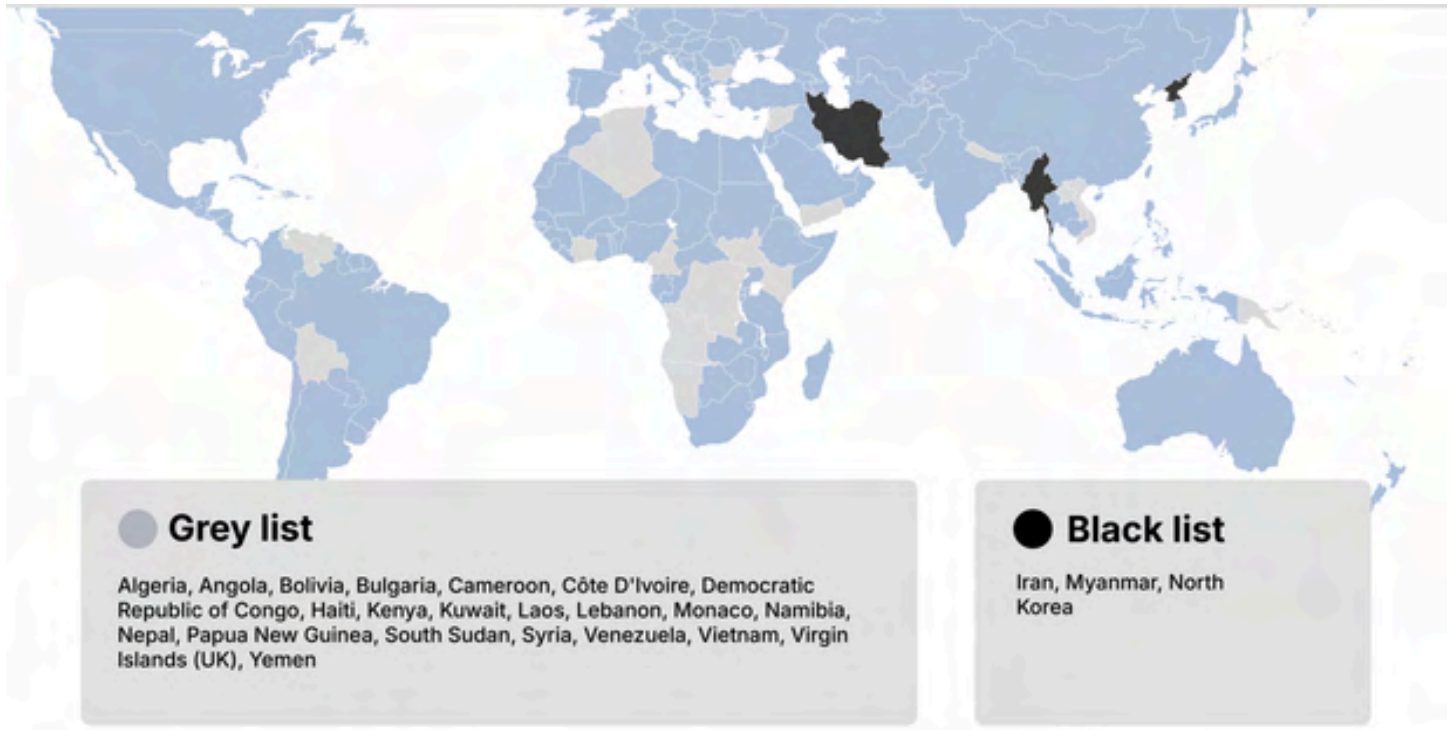 Grey list
Algeria, Angola, Bolivia, Bulgaria, Cameroon, Côte D'Ivoire, Democratic
Republic of Congo, Haiti, Kenya, Kuwait, Laos, Lebanon, Monaco, Namibia,
Nepal, Papua New Guinea, South Sudan, Syria, Venezuela, Vietnam, Virgin
Islands (UK), Yemen
Black list
Iran, Myanmar, North
Korea